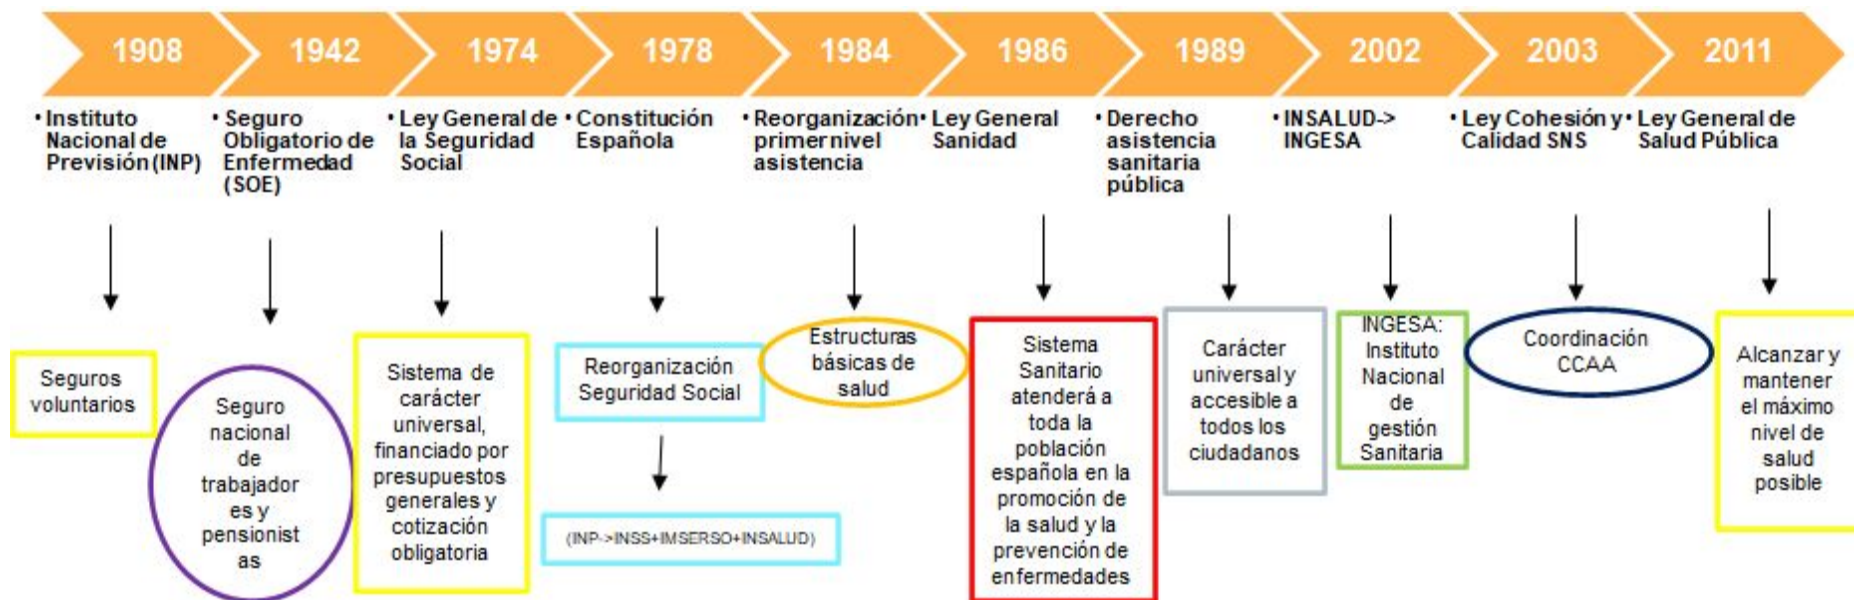 1908
1942
1974
1978
1984
1986
1989
2002
2003
2011
• Instituto
Nacional de
Previsión (INP)
• Seguro
Obligatorio de
Enfermedad
(SOE)
• Ley General de
la Seguridad
Social
• Constitución
Española
• Reorganización
primer nivel
asistencia
• Ley General
Sanidad
• Derecho
asistencia
sanitaria
pública
• INSALUD->
INGESA
• Ley Cohesión y
Calidad SNS
• Ley General de
Salud Pública
Seguros
voluntarios
Seguro
nacional
de
trabajador
es y
pensionist
as
Sistema de
carácter
universal,
financiado por
presupuestos
generales y
cotización
obligatoria
Reorganización
Seguridad Social
(INP->INSS+IMSERSO+INSALUD)
Estructuras
básicas de
salud
Sistema
Sanitario
atenderá a
toda la
población
española en la
promoción de
la salud y la
prevención de
enfermedades
Carácter
universal y
accesible a
todos los
ciudadanos
INGESA:
Instituto
Nacional
de
gestión
Sanitaria
Coordinación
CCAA
Alcanzar y
mantener
el máximo
nivel de
salud
posible